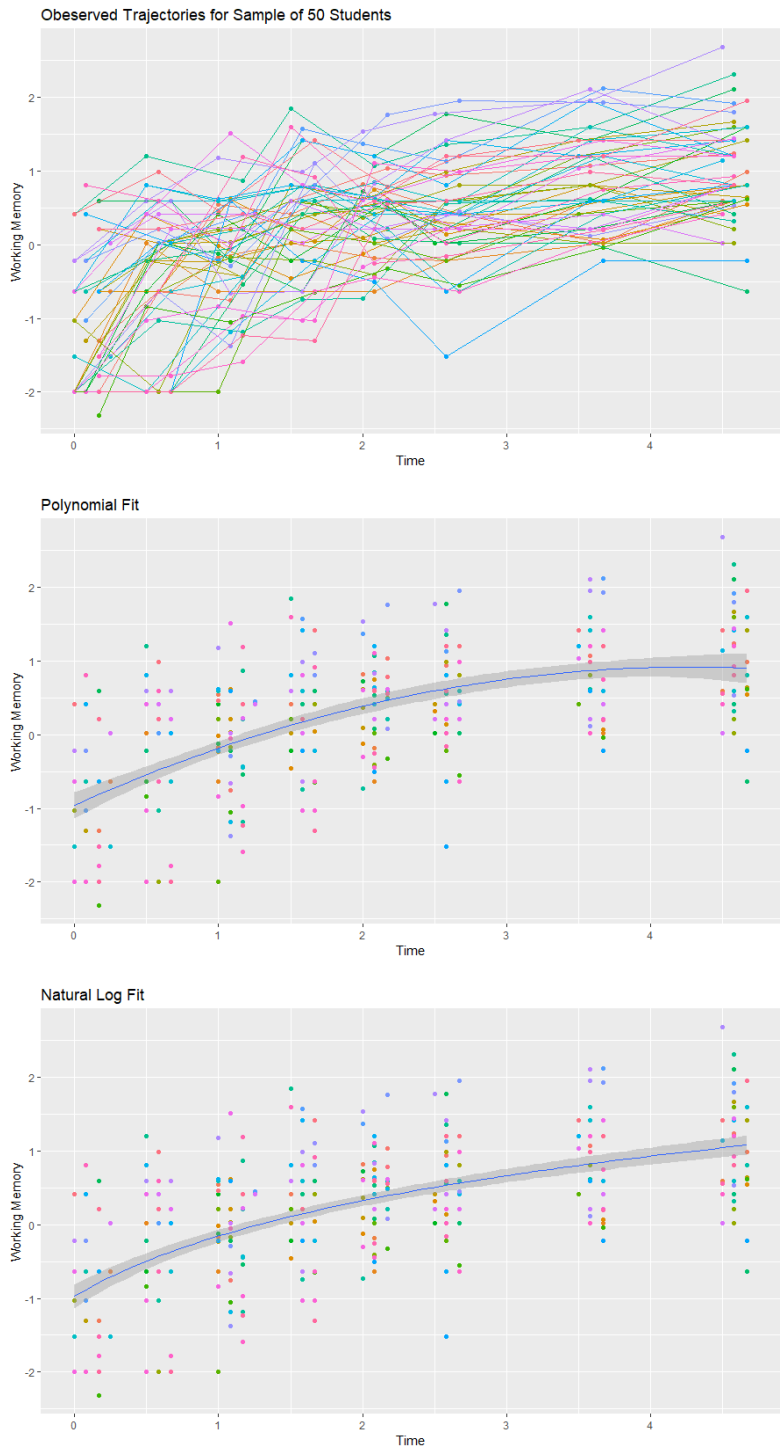 Obeserved Trajectories for Sample of 50 Students
Working Memory
2
1
0
-1
-2
0 1 2 3 4
Time
Polynomial Fit
Working Memory
2
1
0
-1
-2
0 1 2 3 4
Time
Natural Log Fit
Working Memory
2
1
0
-1
-2
0 1 2 3 4
Time